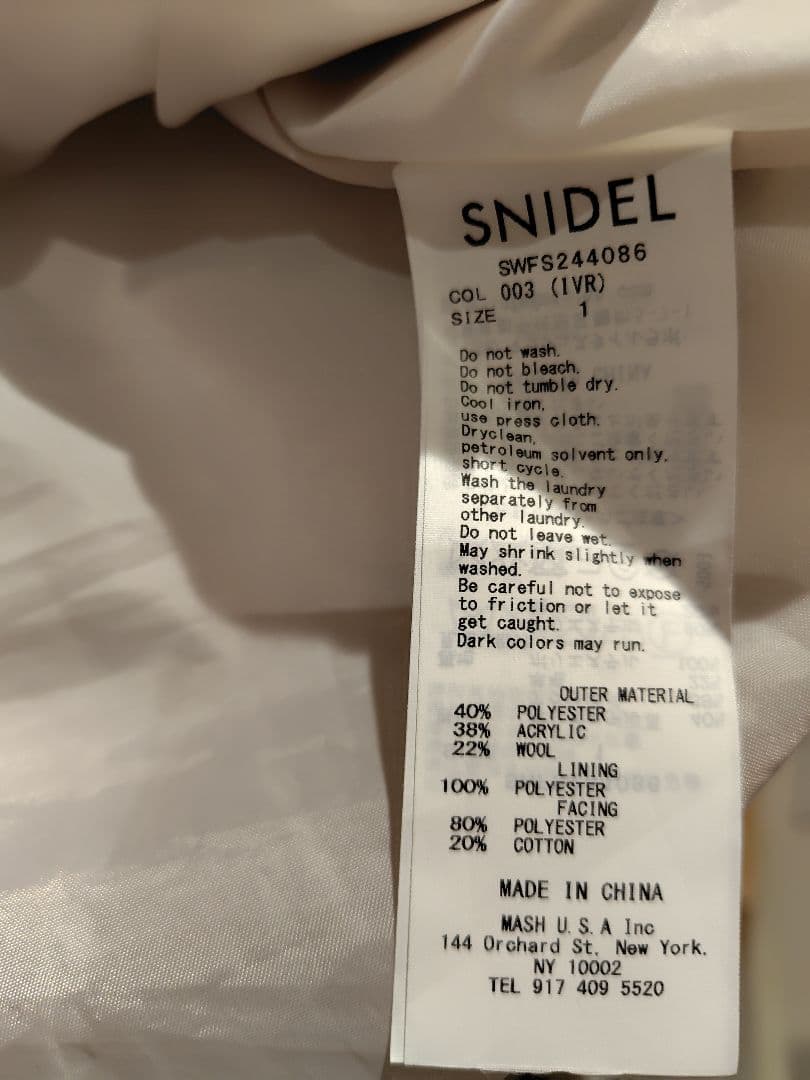 SNIDEL
SWFS244086
COL 003 (IVR)
SIZE 1
Do not wash.
Do not bleach.
Do not tumble dry.
Cool iron,
use press cloth.
Dryclean,
petroleum solvent only.
short cycle.
Wash the laundry
separately from
other laundry.
Do not leave wet.
May shrink slightly when
washed.
Be careful not to expose
to friction or let it
get caught.
Dark colors may run.
OUTER MATERIAL
40% POLYESTER
38% ACRYLIC
22% WOOL
LINING
100% POLYESTER
FACING
80% POLYESTER
20% COTTON
MADE IN CHINA
MASH U.S.A Inc
144 Orchard St, New York.
NY 10002
TEL 917 409 5520